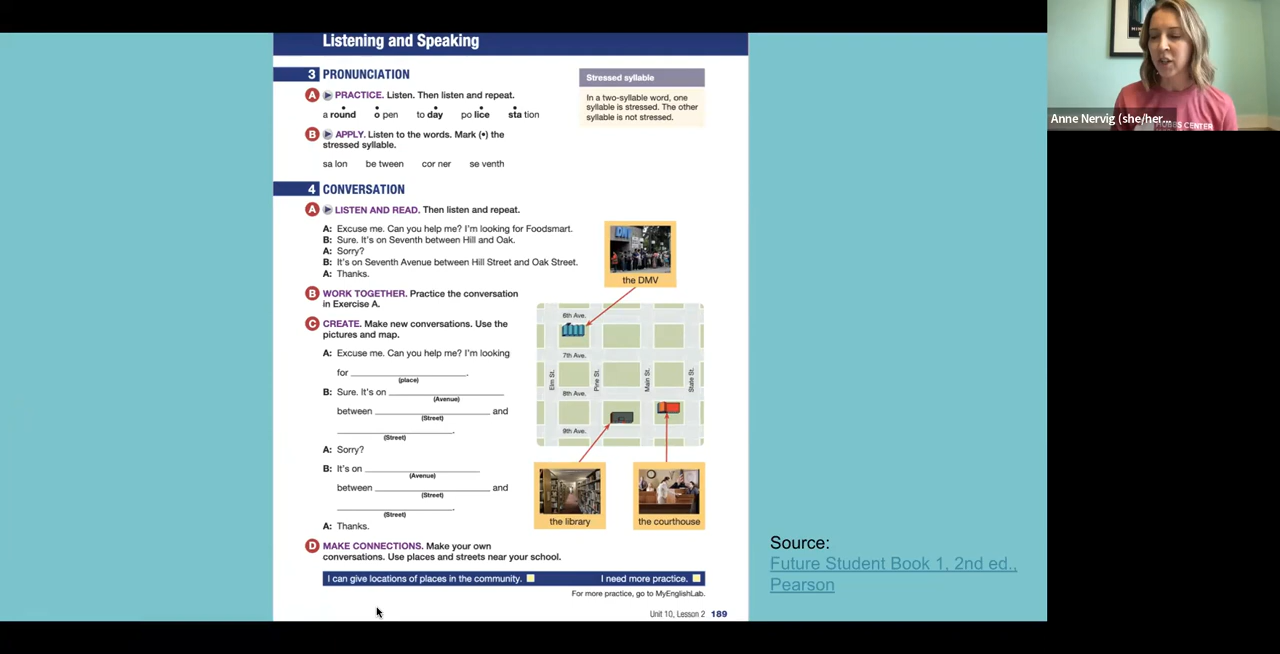 Listening and Speaking
3 PRONUNCIATION
A PRACTICE. Listen. Then listen and repeat.
a round o pen to day po lice sta tion
B APPLY. Listen to the words. Mark (•) the
stressed syllable.
sa lon be tween cor ner se venth
Stressed syllable
In a two-syllable word, one
syllable is stressed. The other
syllable is not stressed.
4 CONVERSATION
A LISTEN AND READ. Then listen and repeat.
A: Excuse me. Can you help me? I'm looking for Foodsmart.
B: Sure. It's on Seventh between Hill and Oak.
A: Sorry?
B: It's on Seventh Avenue between Hill Street and Oak Street.
A: Thanks.
B WORK TOGETHER. Practice the conversation
in Exercise A.
C CREATE. Make new conversations. Use the
pictures and map.
A: Excuse me. Can you help me? I'm looking
for
(place)
B: Sure. It's on
(Avenue)
between and
(Street)
.
(Street)
A: Sorry?
B: It's on
(Avenue)
between and
(Street)
.
(Street)
A: Thanks.
the DMV
6th Ave.
7th Ave.
Elm St. Pine St. Main St. State St.
8th Ave.
9th Ave.
the library the courthouse
D MAKE CONNECTIONS. Make your own
conversations. Use places and streets near your school.
I can give locations of places in the community. I need more practice.
For more practice, go to MyEnglishLab.
Unit 10, Lesson 2 189
Source:
Future Student Book 1, 2nd ed.,
Pearson
Anne Nervig (she/her...
CENTER